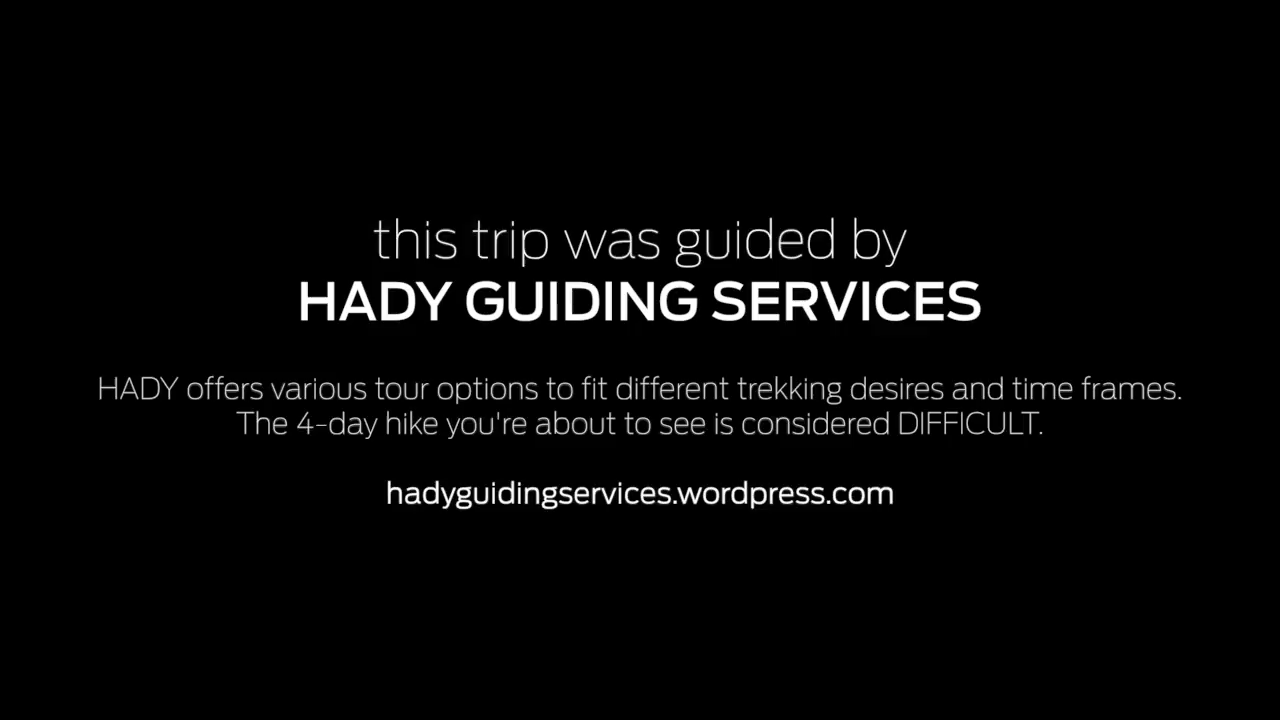 this trip was guided by
HADY GUIDING SERVICES
HADY offers various tour options to fit different trekking desires and time frames.
The 4-day hike you're about to see is considered DIFFICULT.
hadyguidingservices.wordpress.com